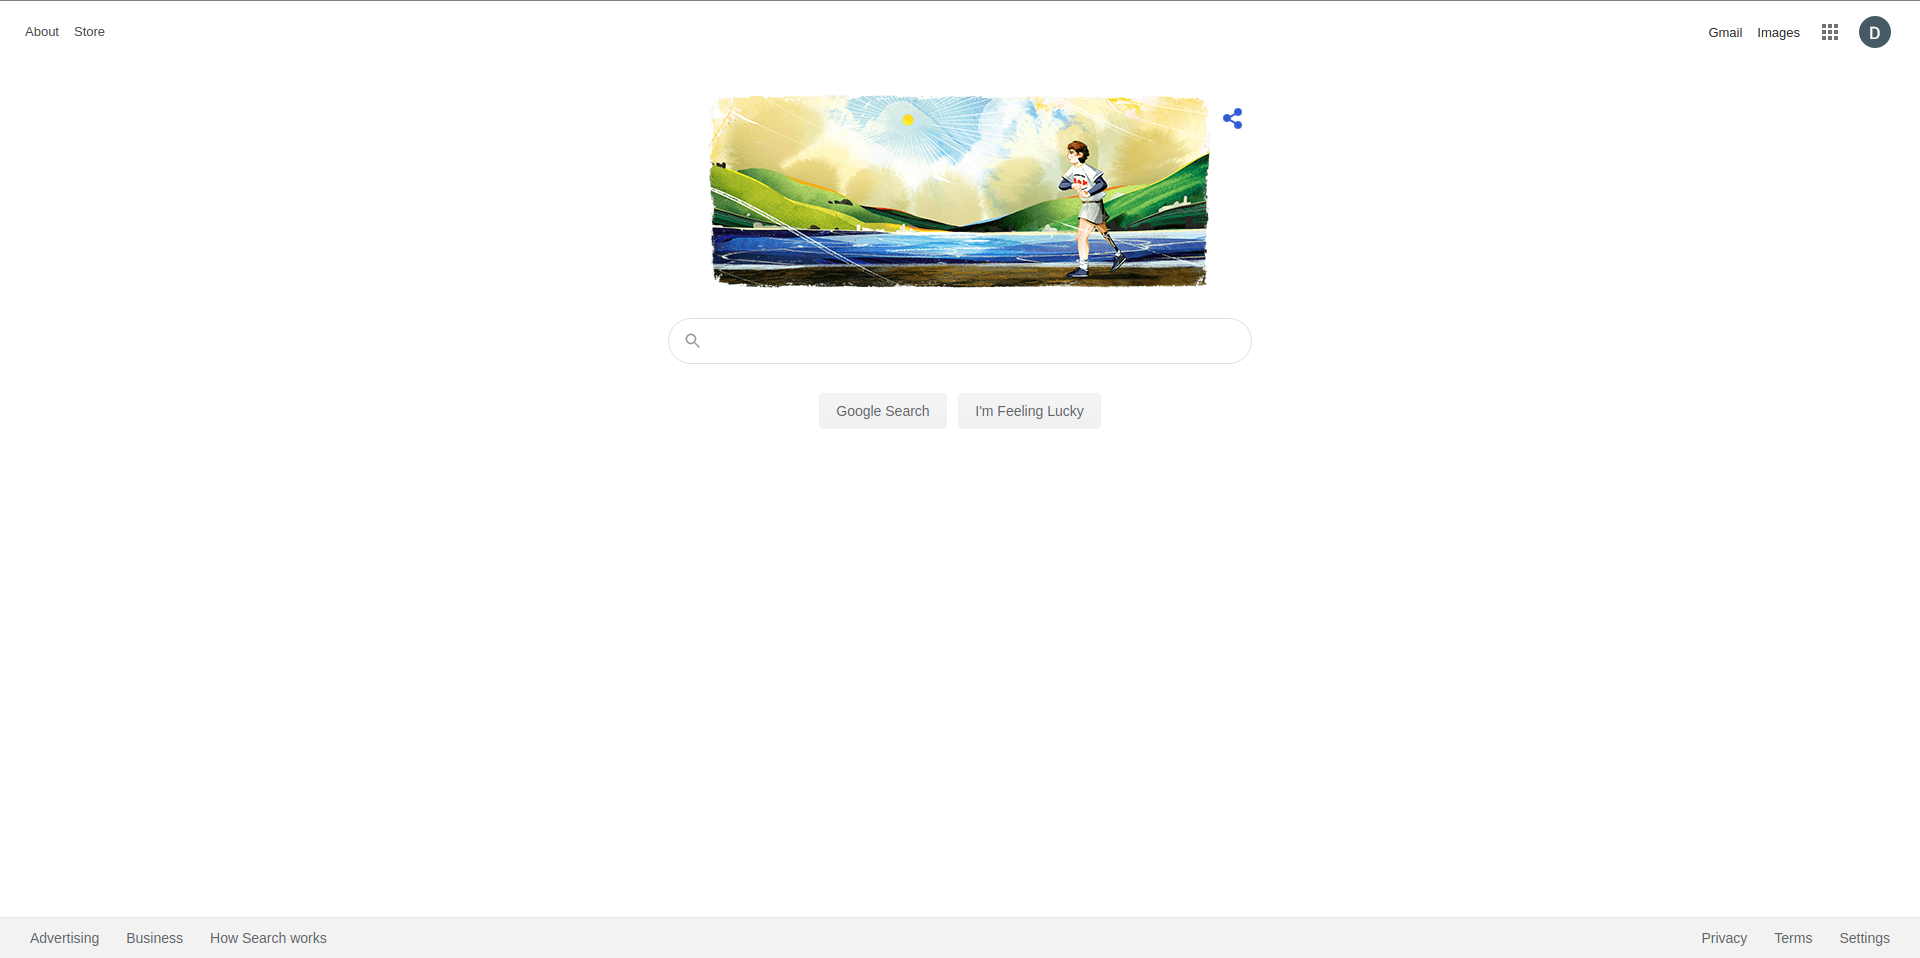 About Store
Gmail Images D
Google Search I'm Feeling Lucky
Advertising Business How Search works
Privacy Terms Settings